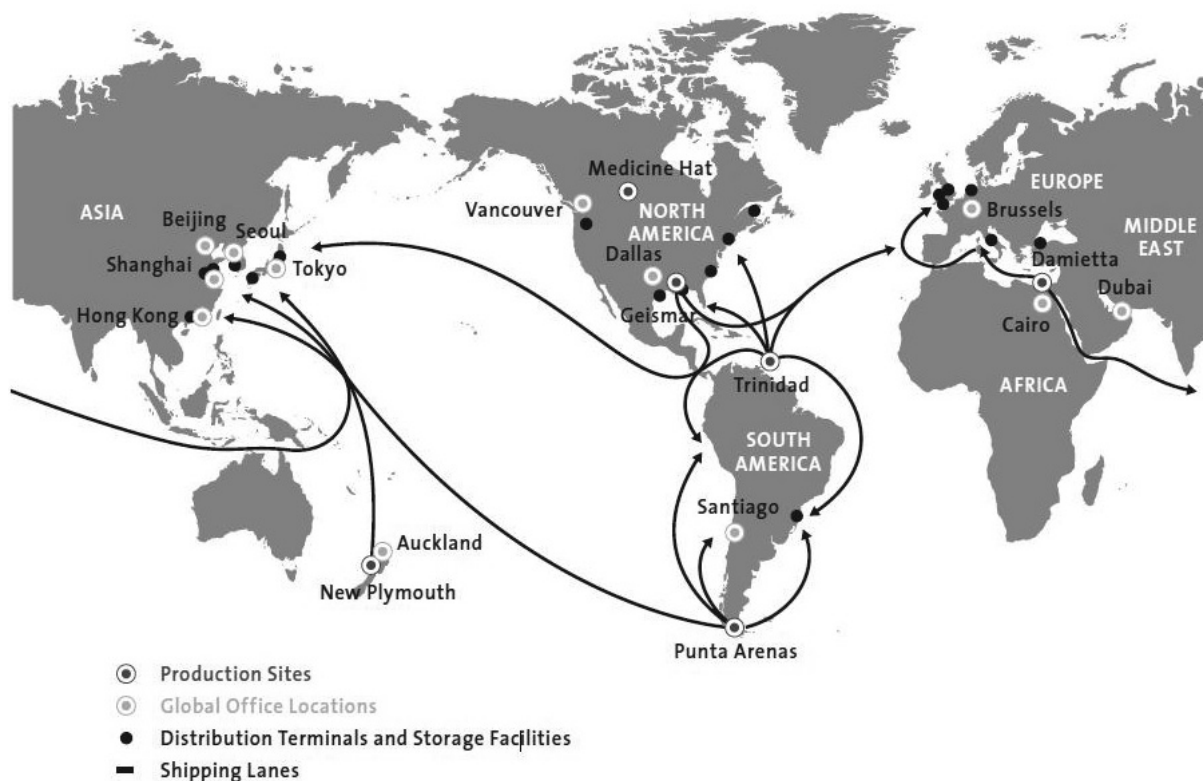 Medicine Hat
ASIA
EUROPE
Beijing
Vancouver
NORTH
AMERICA
Brussels
Seoul
MIDDLE
EAST
Shanghai
Tokyo
Dallas
Damietta
Dubai
Hong Kong
Geismar
Cairo
Trinidad
AFRICA
SOUTH
AMERICA
Santiago
Auckland
New Plymouth
Punta Arenas
Production Sites
Global Office Locations
Distribution Terminals and Storage Facilities
Shipping Lanes